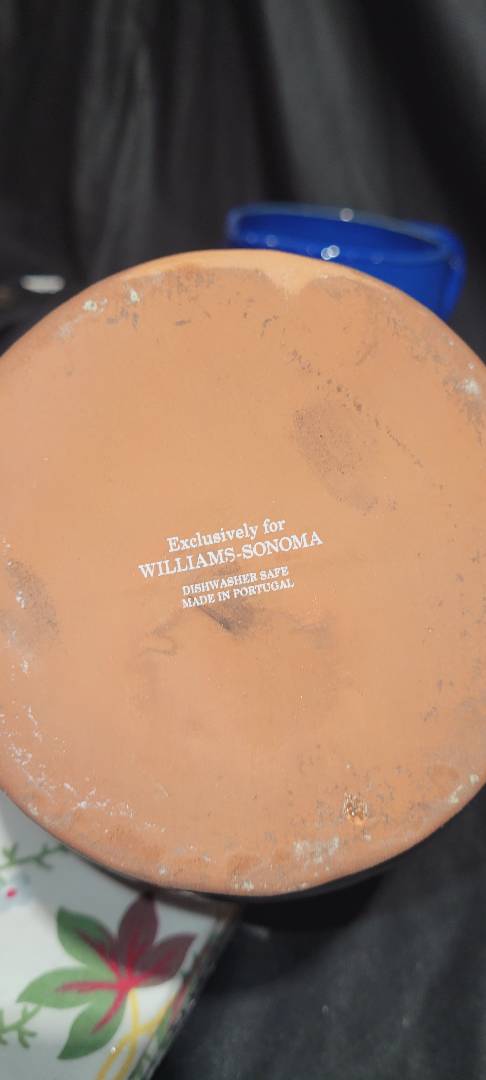 Exclusively for
WILLIAMS-SONOMA
DISHWASHER SAFE
MADE IN PORTUGAL